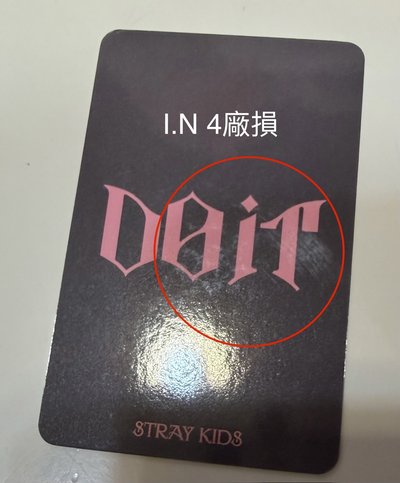 I.N 4廠損
DO it
STRAY KIDS